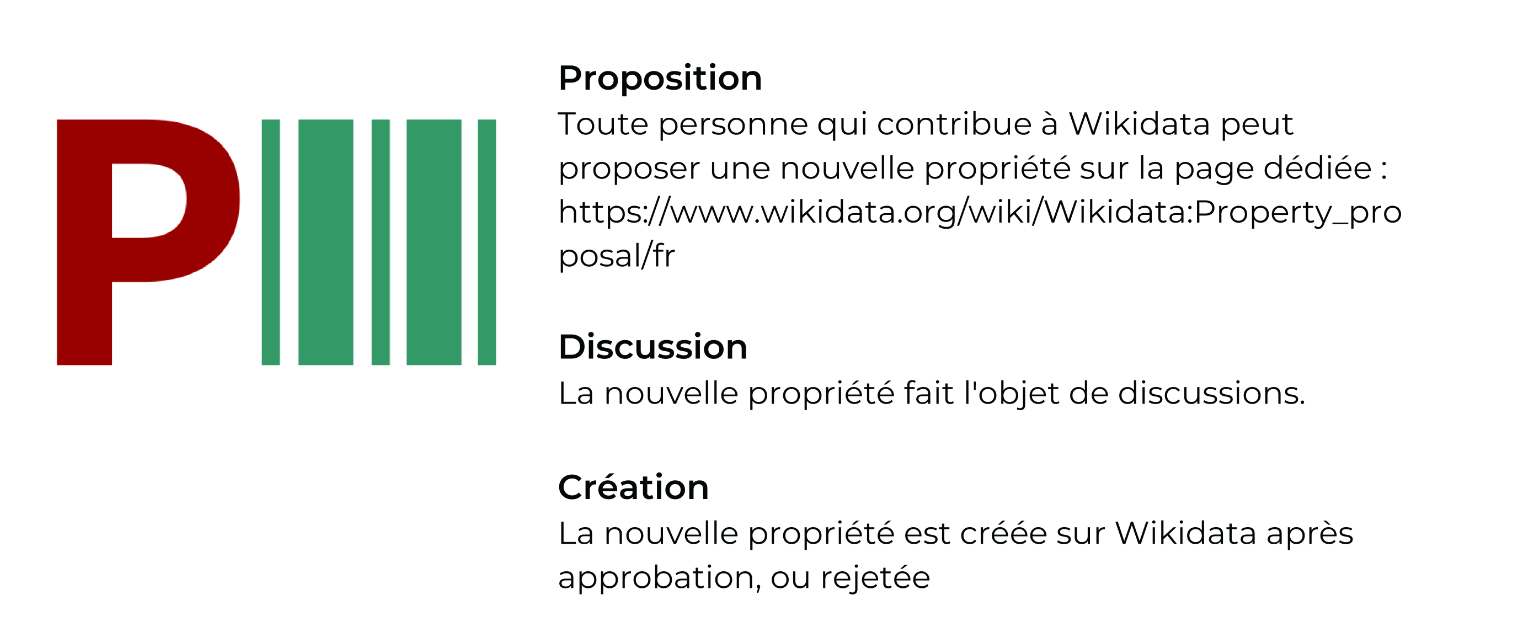 P
Proposition
Toute personne qui contribue à Wikidata peut
proposer une nouvelle propriété sur la page dédiée :
https://www.wikidata.org/wiki/Wikidata:Property_pro
posal/fr
Discussion
La nouvelle propriété fait l'objet de discussions.
Création
La nouvelle propriété est créée sur Wikidata après
approbation, ou rejetée